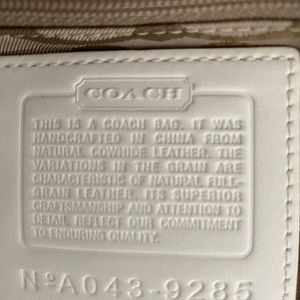 COACH
THIS IS A COACH BAG. IT WAS
HANDCRAFTED IN CHINA FROM
NATURAL COWHIDE LEATHER. THE
VARIATIONS IN THE GRAIN ARE
CHARACTERISTIC OF NATURAL FULL-
GRAIN LEATHER. ITS SUPERIOR
CRAFTSMANSHIP AND ATTENTION TO
DETAIL REFLECT OUR COMMITMENT
TO ENDURING QUALITY.
NºA043-9285